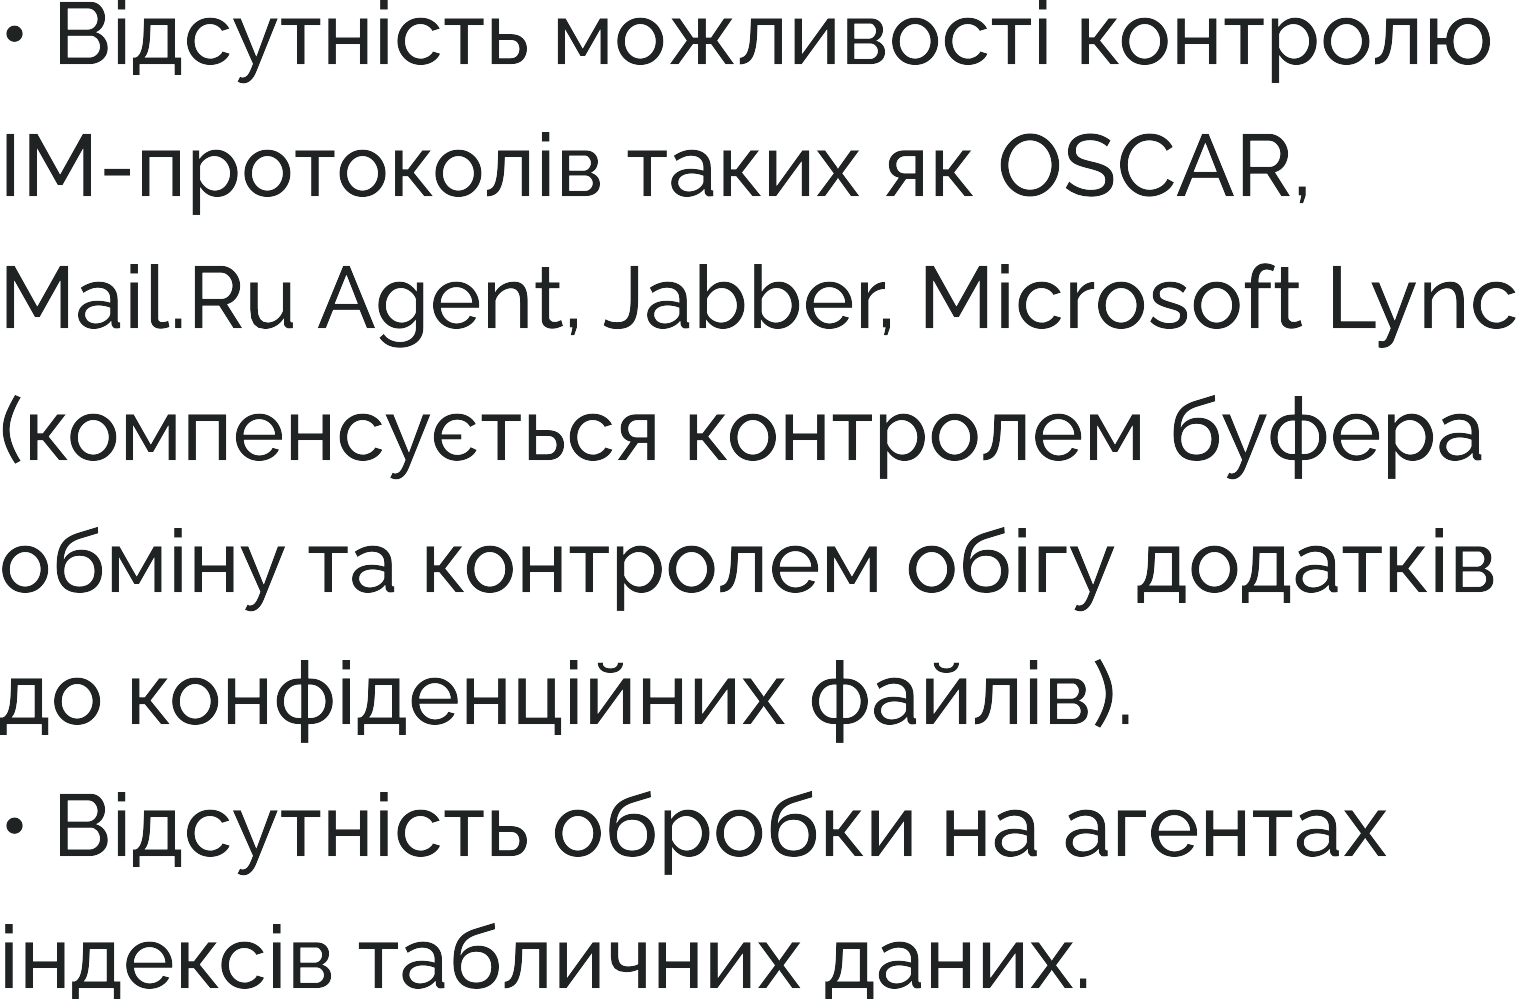 • Відсутність можливості контролю
IM-протоколів таких як OSCAR,
Mail.Ru Agent, Jabber, Microsoft Lync
(компенсується контролем буфера
обміну та контролем обігу додатків
до конфіденційних файлів).
• Відсутність обробки на агентах
індексів табличних даних.